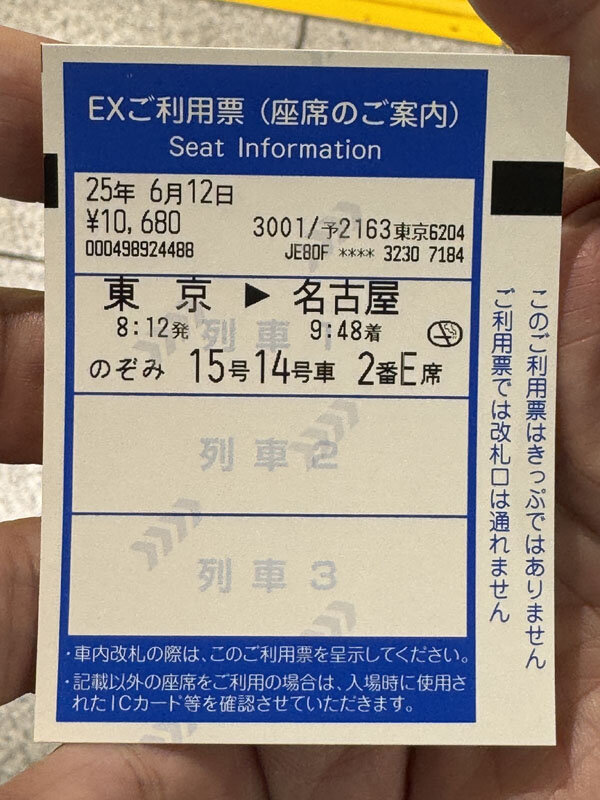 EXご利用票（座席のご案内）
Seat Information
25年 6月12日
¥10,680
3001/予2163東京6204
000498924488
JE80F **** 3230 7184
東 京 ▶ 名古屋
8:12発
9:48着
列車1
のぞみ 15号14号車 2番E席
列車2
列車3
・車内改札の際は、このご利用票を呈示してください。
・記載以外の座席をご利用の場合は、入場時に使用さ
れたICカード等を確認させていただきます。
このご利用票はきっぷではありません
ご利用票では改札口は通れません